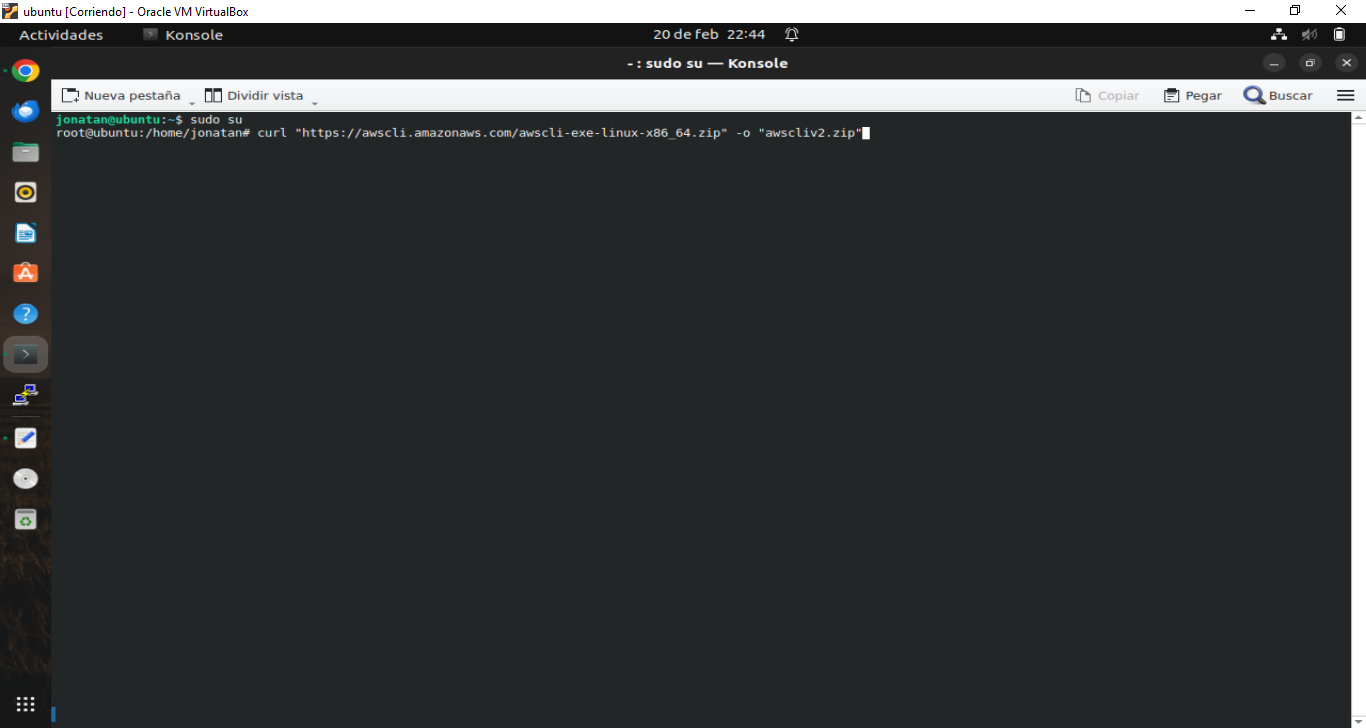 ubuntu [Corriendo] - Oracle VM VirtualBox
Actividades Konsole 20 de feb 22:44
- : sudo su — Konsole
Nueva pestaña Dividir vista Copiar Pegar Buscar
jonatan@ubuntu:~$ sudo su
root@ubuntu:/home/jonatan# curl "https://awscli.amazonaws.com/awscli-exe-linux-x86_64.zip" -o "awscliv2.zip"